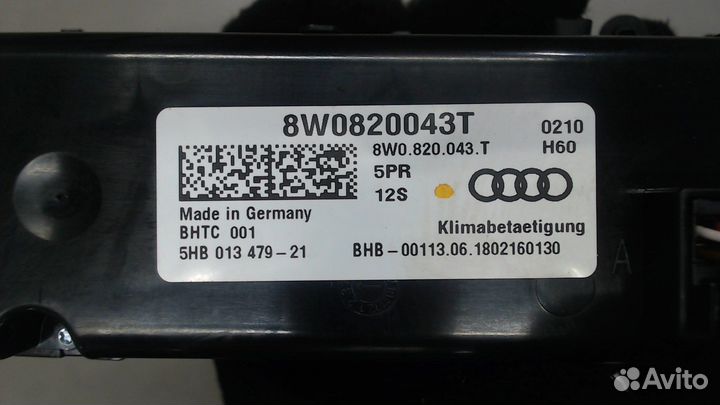 8W0820043T
0210
8W0.820.043.T
H60
5PR
12S
Made in Germany
BHTC 001
Klimabetaetigung
5HB 013 479-21
BHB-00113.06.1802160130
A
Avito